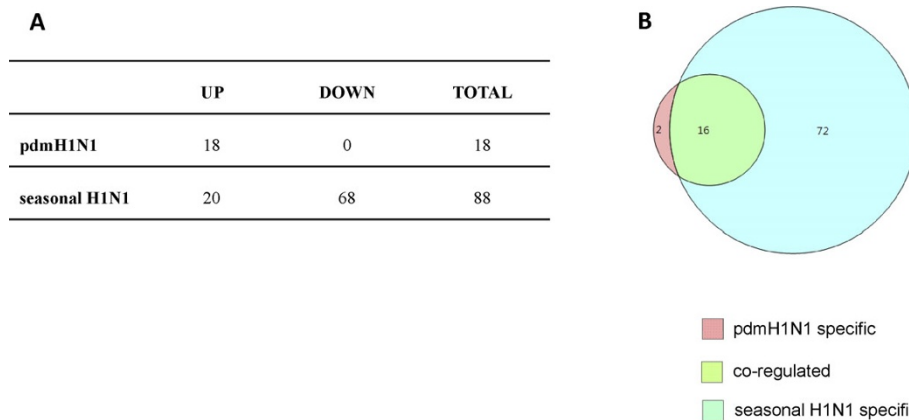 A
UP DOWN TOTAL
pdmH1N1 18 0 18
seasonal H1N1 20 68 88
B
2 16 72
pdmH1N1 specific
co-regulated
seasonal H1N1 specifi